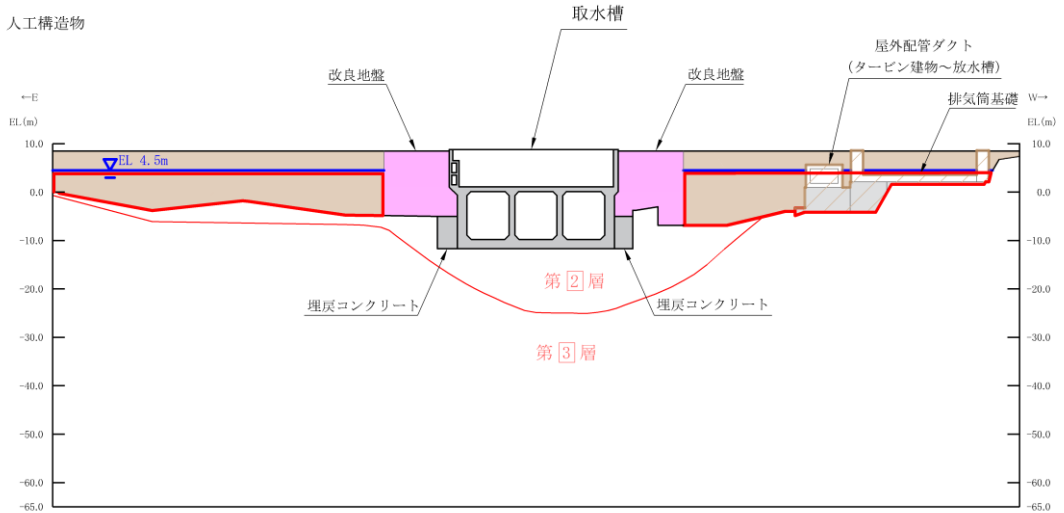 人工構造物
取水槽
屋外配管ダクト
(タービン建物～放水槽)
改良地盤
改良地盤
排気筒基礎
←E
W→
EL(m)
EL(m)
10.0
10.0
EL 4.5m
0.0
0.0
-10.0
-10.0
第2層
-20.0
-20.0
埋戻コンクリート
埋戻コンクリート
-30.0
-30.0
第3層
-40.0
-40.0
-50.0
-50.0
-60.0
-60.0
-65.0
-65.0